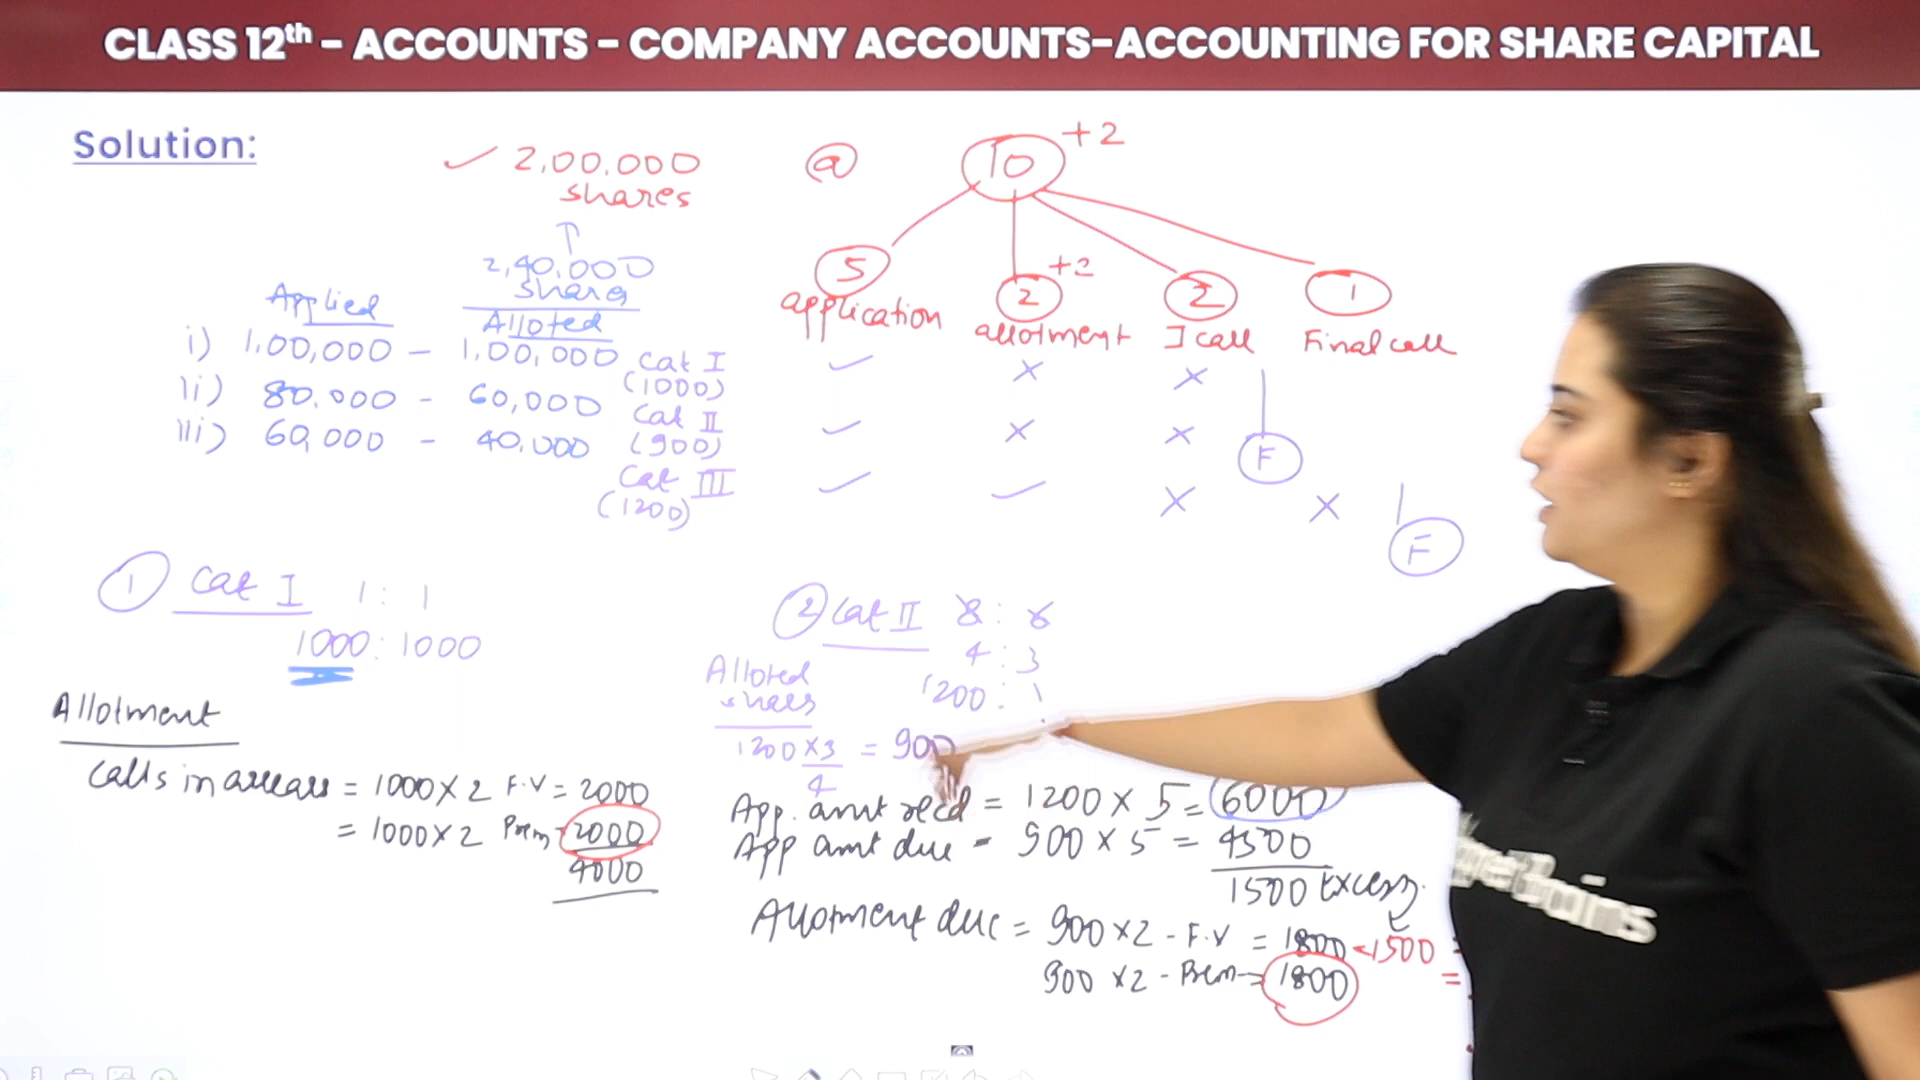 CLASS 12th - ACCOUNTS - COMPANY ACCOUNTS-ACCOUNTING FOR SHARE CAPITAL
Solution:
✓ 2,00,000 @ 10 +2
shares
↑
2,40,000
shares
5 2 +2 2 1
application allotment I call Final call
Applied Alloted
i) 1,00,000 - 1,00,000 Cat I (1000) ✓ × ×
ii) 80,000 - 60,000 Cat II (900) ✓ × × F
iii) 60,000 - 40,000 Cat III (1200) ✓ ✓ × × F
1 Cat I 1 : 1
1000 : 1000
Allotment
Calls in arrears = 1000 × 2 F.V = 2000
= 1000 × 2 Prem - 2000
4000
2 Cat II 8 : 6
4 : 3
1200 :
Alloted
shares
1200 × 3 = 900
4
App. amt recd = 1200 × 5 = 6000
App amt due - 900 × 5 = 4500
1500 Excess
Allotment due = 900 × 2 - F.V = 1800 - 1500
900 × 2 - Prem - 1800 =